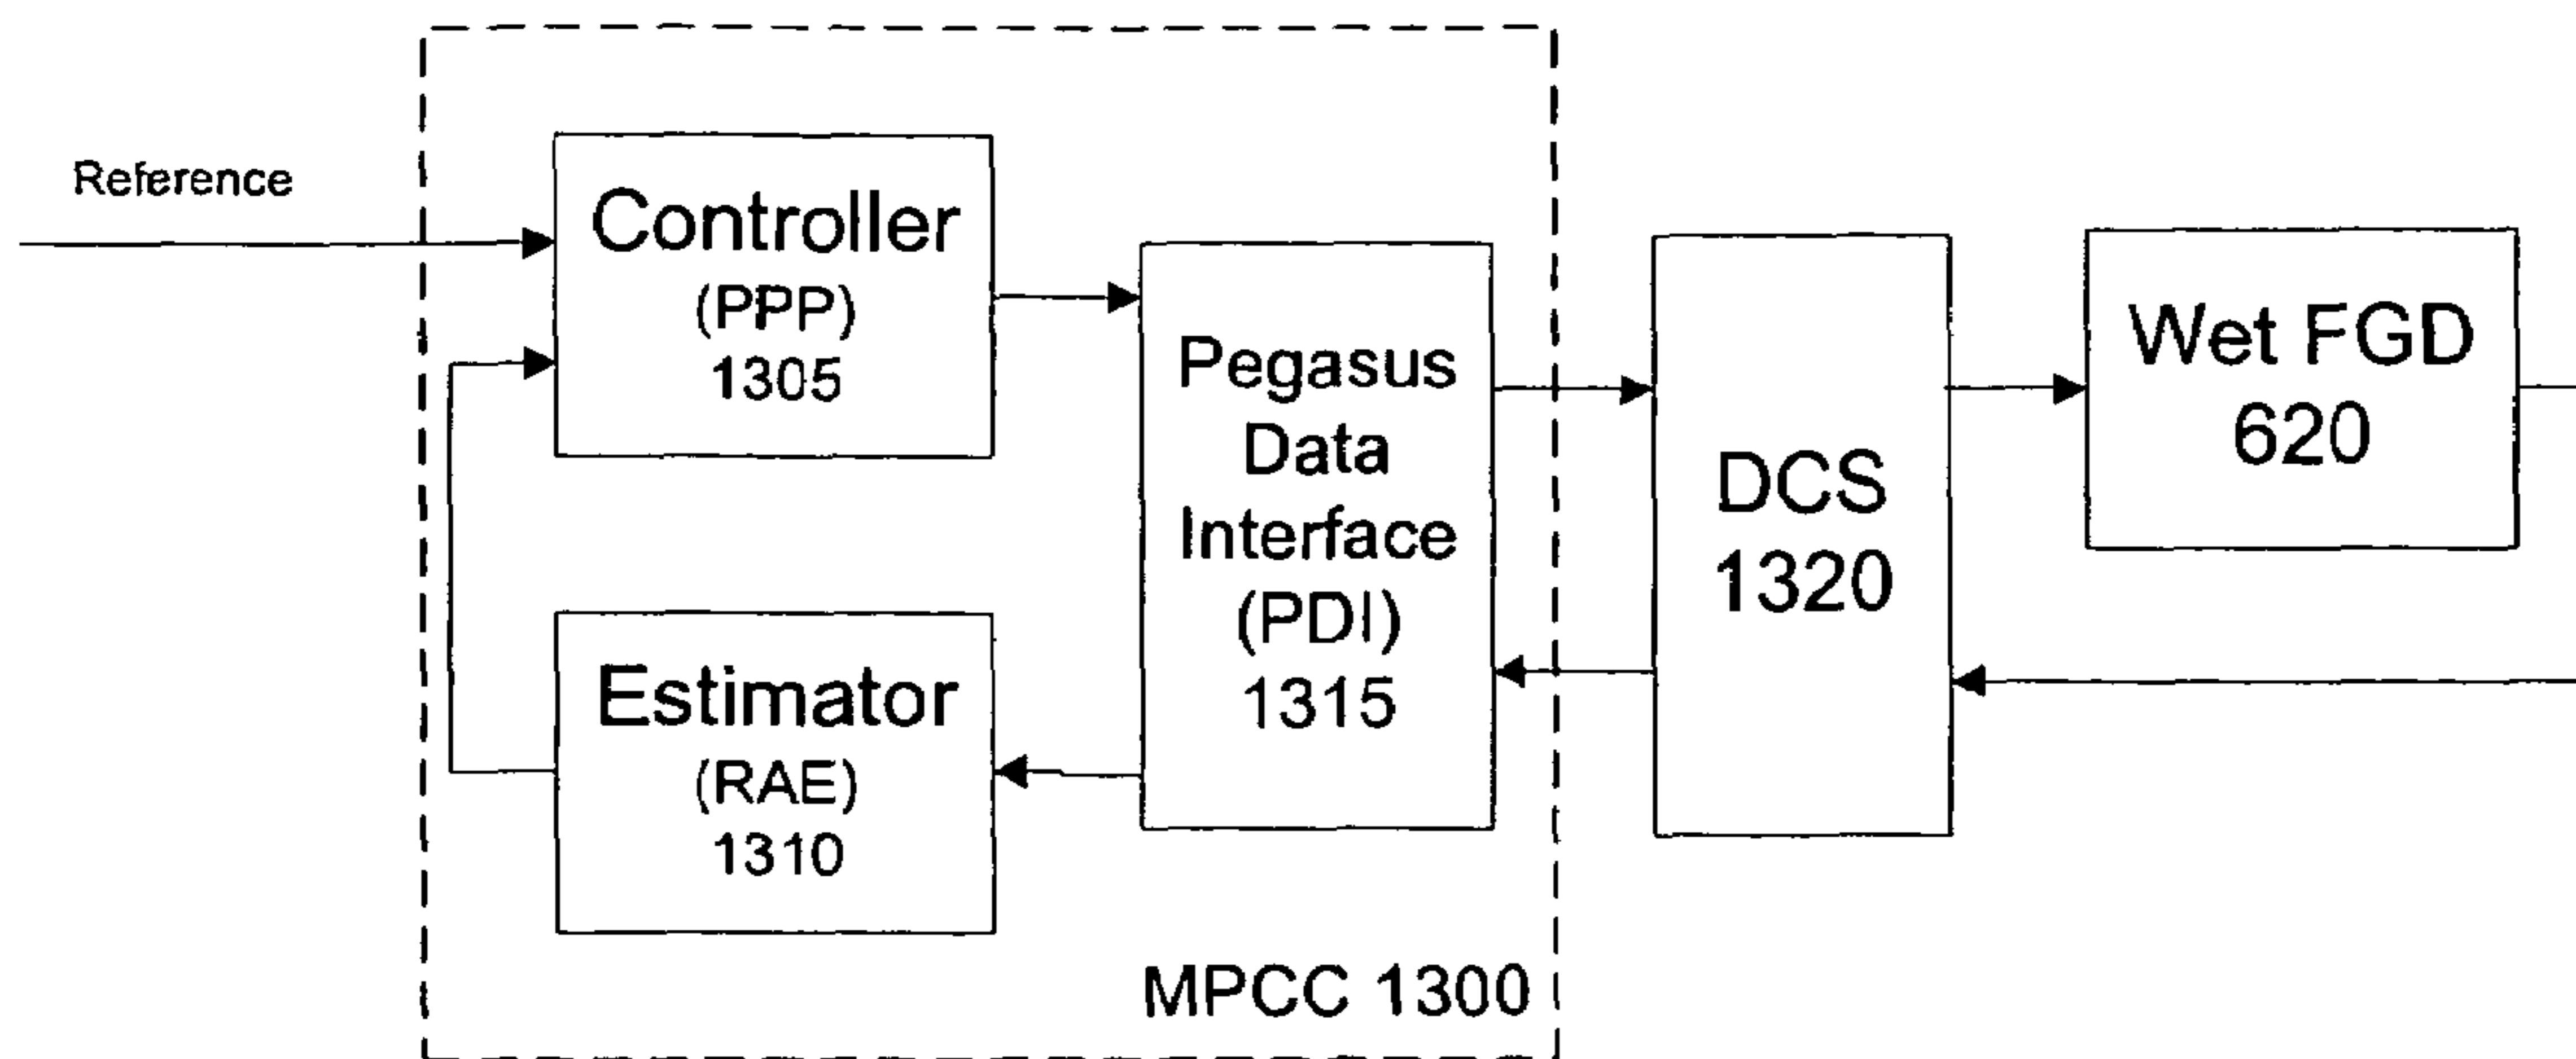 Reference
Controller
(PPP)
1305
Pegasus
Data
Interface
(PDI)
1315
DCS
1320
Wet FGD
620
Estimator
(RAE)
1310
MPCC 1300